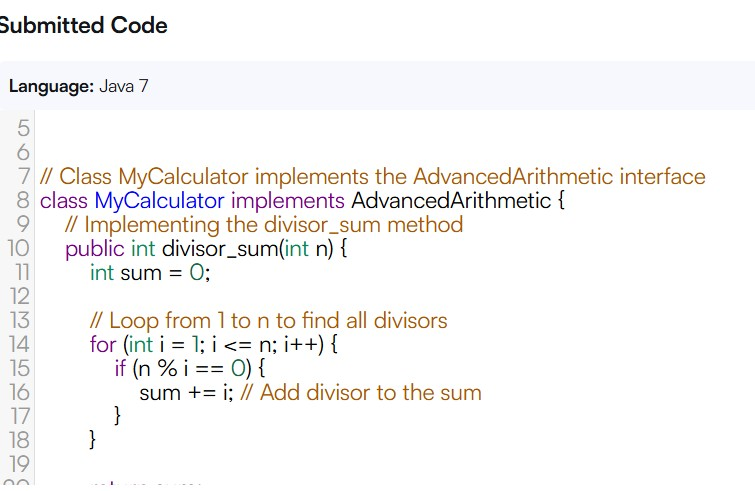 Submitted Code
Language: Java 7
5
6
7 // Class MyCalculator implements the AdvancedArithmetic interface
8 class MyCalculator implements AdvancedArithmetic {
9 // Implementing the divisor_sum method
10 public int divisor_sum(int n) {
11 int sum = 0;
12
13 // Loop from 1 to n to find all divisors
14 for (int i = 1; i <= n; i++) {
15 if (n % i == 0) {
16 sum += i; // Add divisor to the sum
17 }
18 }
19